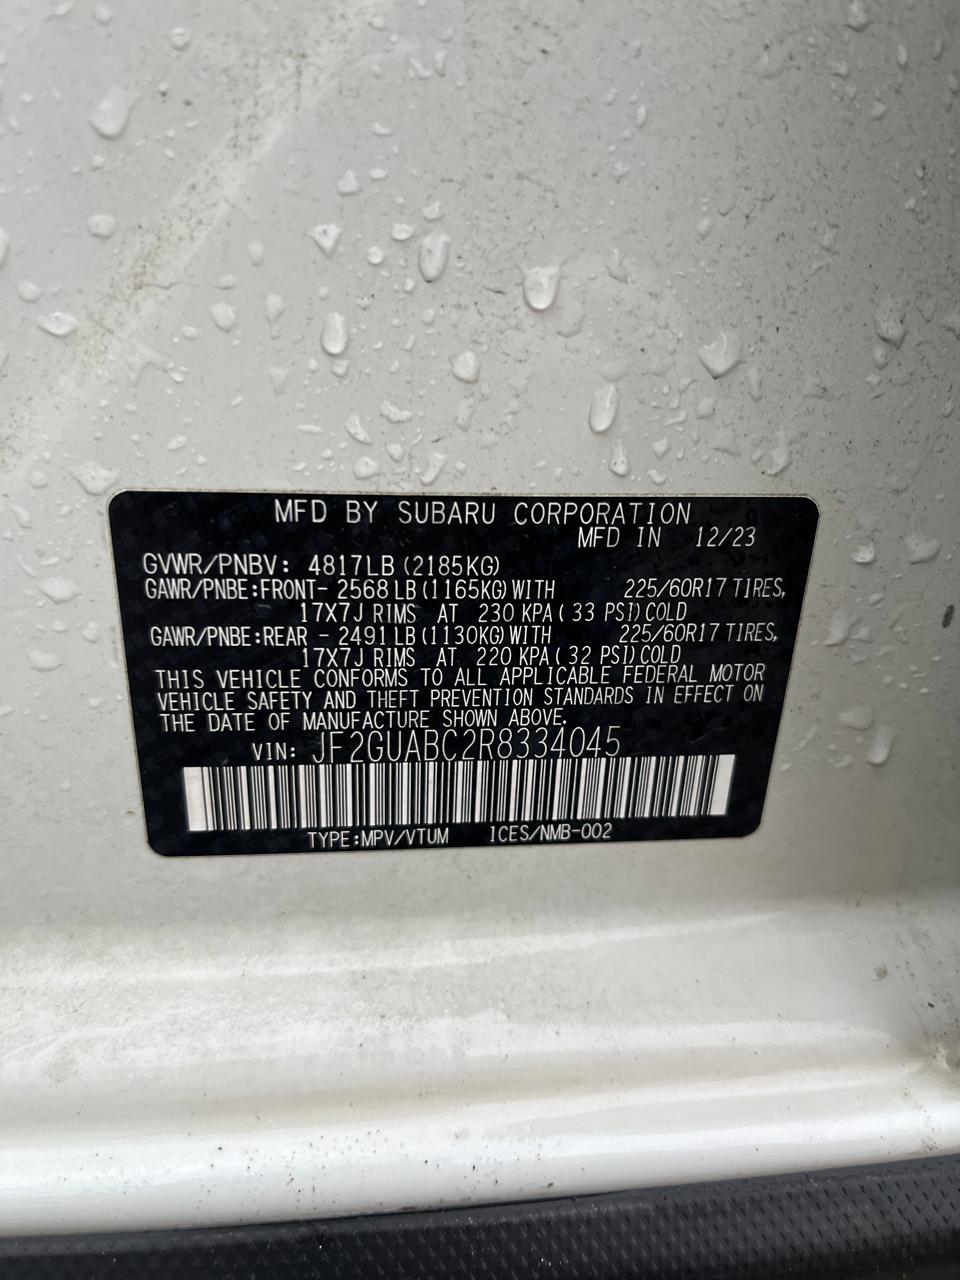 MFD BY SUBARU CORPORATION
MFD IN 12/23
GVWR/PNBV: 4817LB (2185KG)
GAWR/PNBE:FRONT- 2568 LB (1165KG) WITH 225/60R17 TIRES,
17X7J RIMS AT 230 KPA ( 33 PSI) COLD
GAWR/PNBE:REAR - 2491 LB (1130KG) WITH 225/60R17 TIRES,
17X7J RIMS AT 220 KPA ( 32 PSI) COLD
THIS VEHICLE CONFORMS TO ALL APPLICABLE FEDERAL MOTOR
VEHICLE SAFETY AND THEFT PREVENTION STANDARDS IN EFFECT ON
THE DATE OF MANUFACTURE SHOWN ABOVE.
VIN: JF2GUABC2R8334045
TYPE:MPV/VTUM ICES/NMB-002